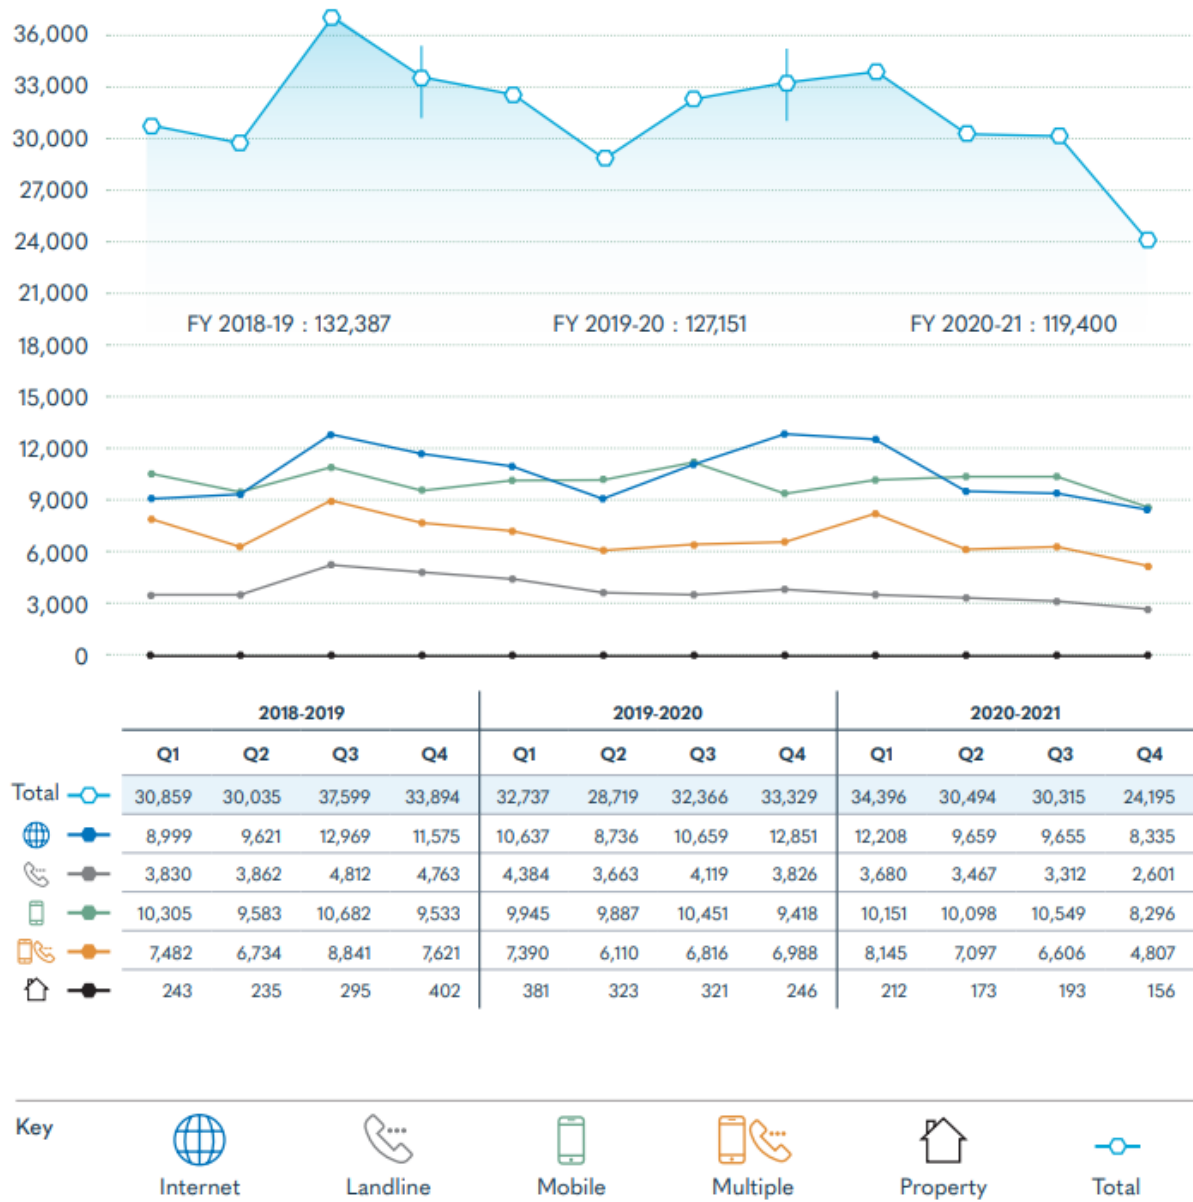 36,000
33,000
30,000
27,000
24,000
21,000
FY 2018-19 : 132,387 FY 2019-20 : 127,151 FY 2020-21 : 119,400
18,000
15,000
12,000
9,000
6,000
3,000
0
2018-2019 2019-2020 2020-2021
Q1 Q2 Q3 Q4 Q1 Q2 Q3 Q4 Q1 Q2 Q3 Q4
Total 30,859 30,035 37,599 33,894 32,737 28,719 32,366 33,329 34,396 30,494 30,315 24,195
8,999 9,621 12,969 11,575 10,637 8,736 10,659 12,851 12,208 9,659 9,655 8,335
3,830 3,862 4,812 4,763 4,384 3,663 4,119 3,826 3,680 3,467 3,312 2,601
10,305 9,583 10,682 9,533 9,945 9,887 10,451 9,418 10,151 10,098 10,549 8,296
7,482 6,734 8,841 7,621 7,390 6,110 6,816 6,988 8,145 7,097 6,606 4,807
243 235 295 402 381 323 321 246 212 173 193 156
Key
Internet Landline Mobile Multiple Property Total